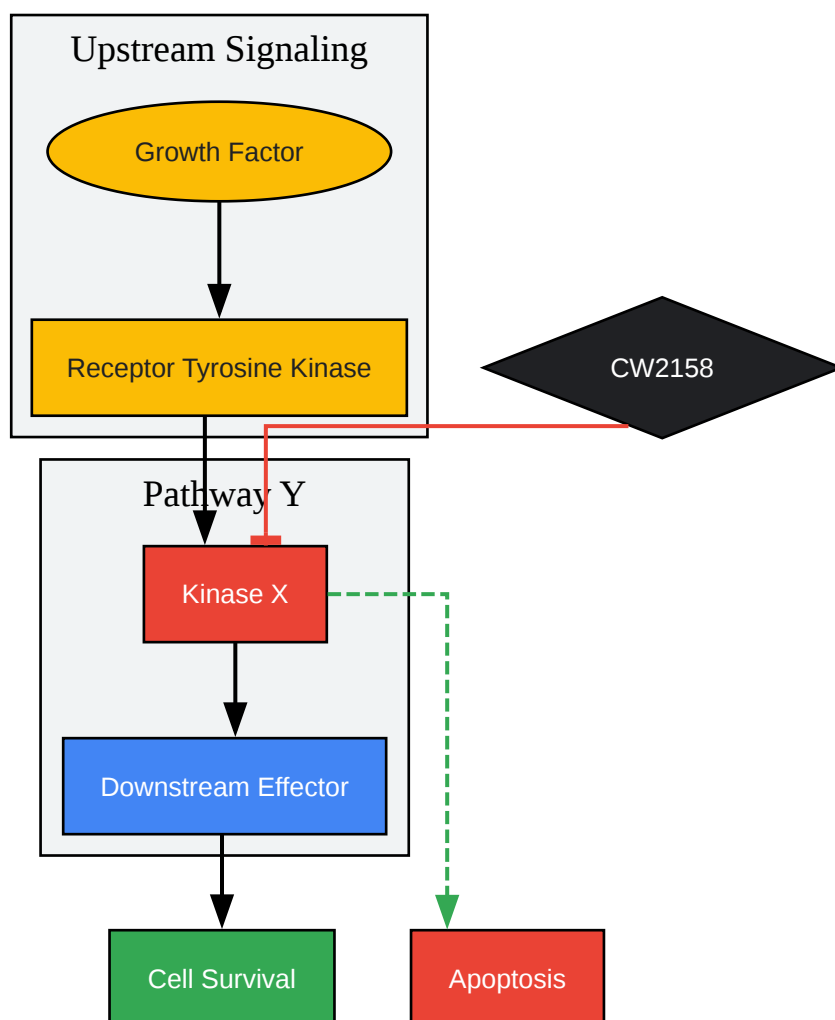 Upstream Signaling
Growth Factor
Receptor Tyrosine Kinase
CW2158
Pathway Y
Kinase X
Downstream Effector
Cell Survival
Apoptosis